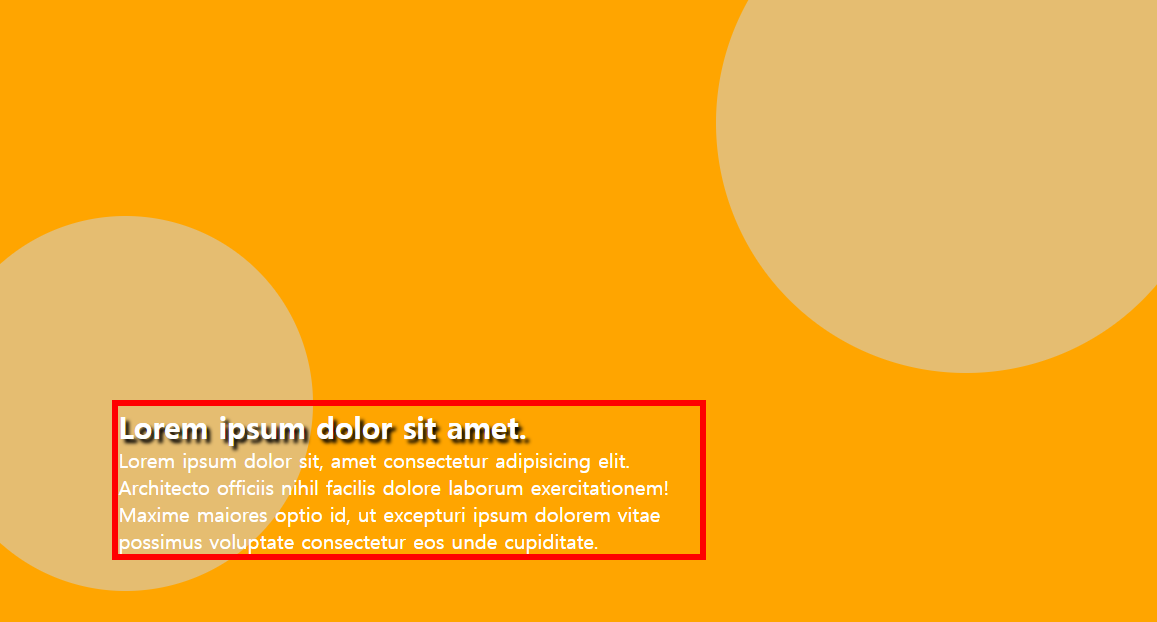 Lorem ipsum dolor sit amet.
Lorem ipsum dolor sit, amet consectetur adipisicing elit.
Architecto officiis nihil facilis dolore laborum exercitationem!
Maxime maiores optio id, ut excepturi ipsum dolorem vitae
possimus voluptate consectetur eos unde cupiditate.